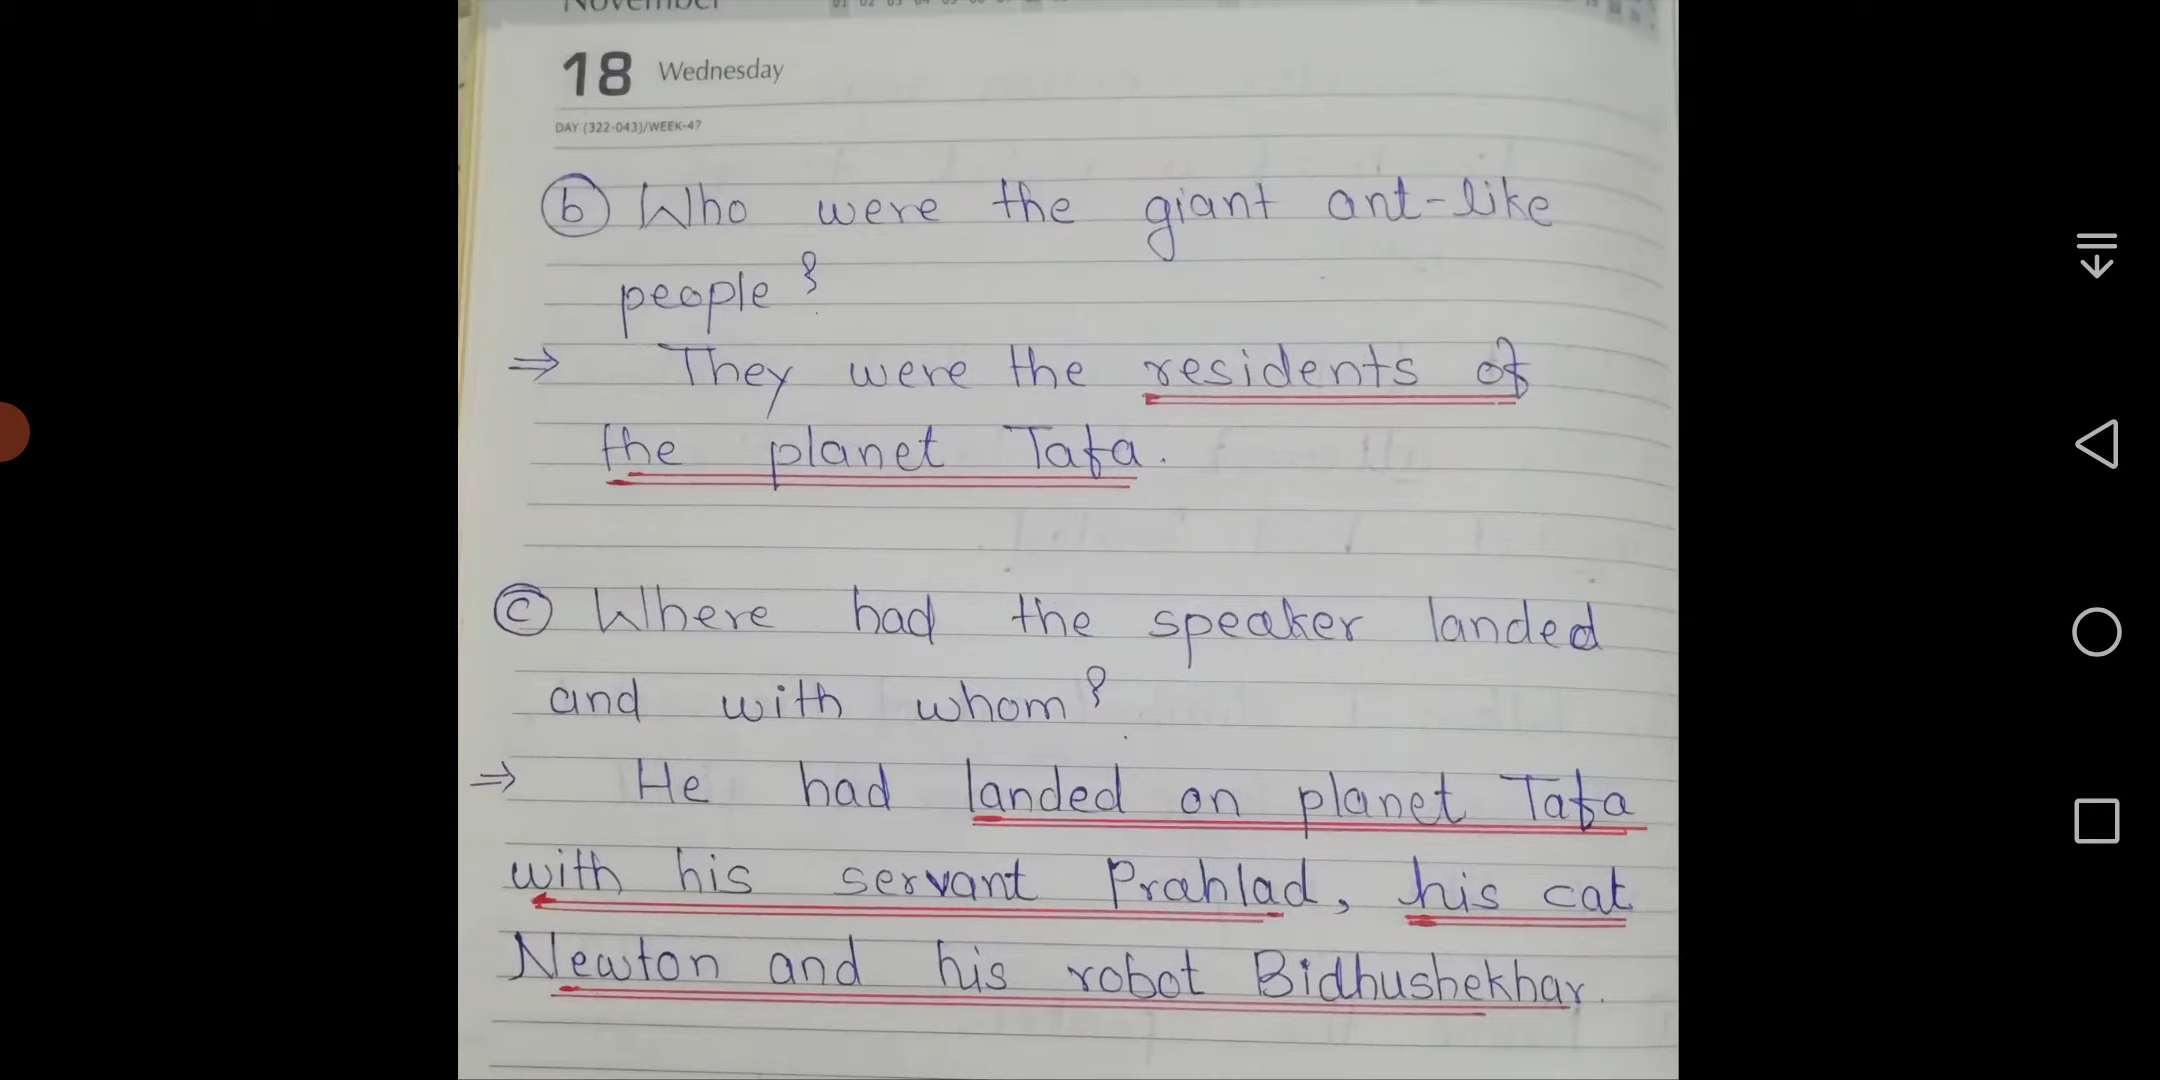 November
18 Wednesday
DAY (322-043)/WEEK-47
(b) Who were the giant ant-like
people?
⇒ They were the residents of
the planet Tafa.
(c) Where had the speaker landed
and with whom?
⇒ He had landed on planet Tafa
with his servant Prahlad, his cat
Newton and his robot Bidhushekhar.